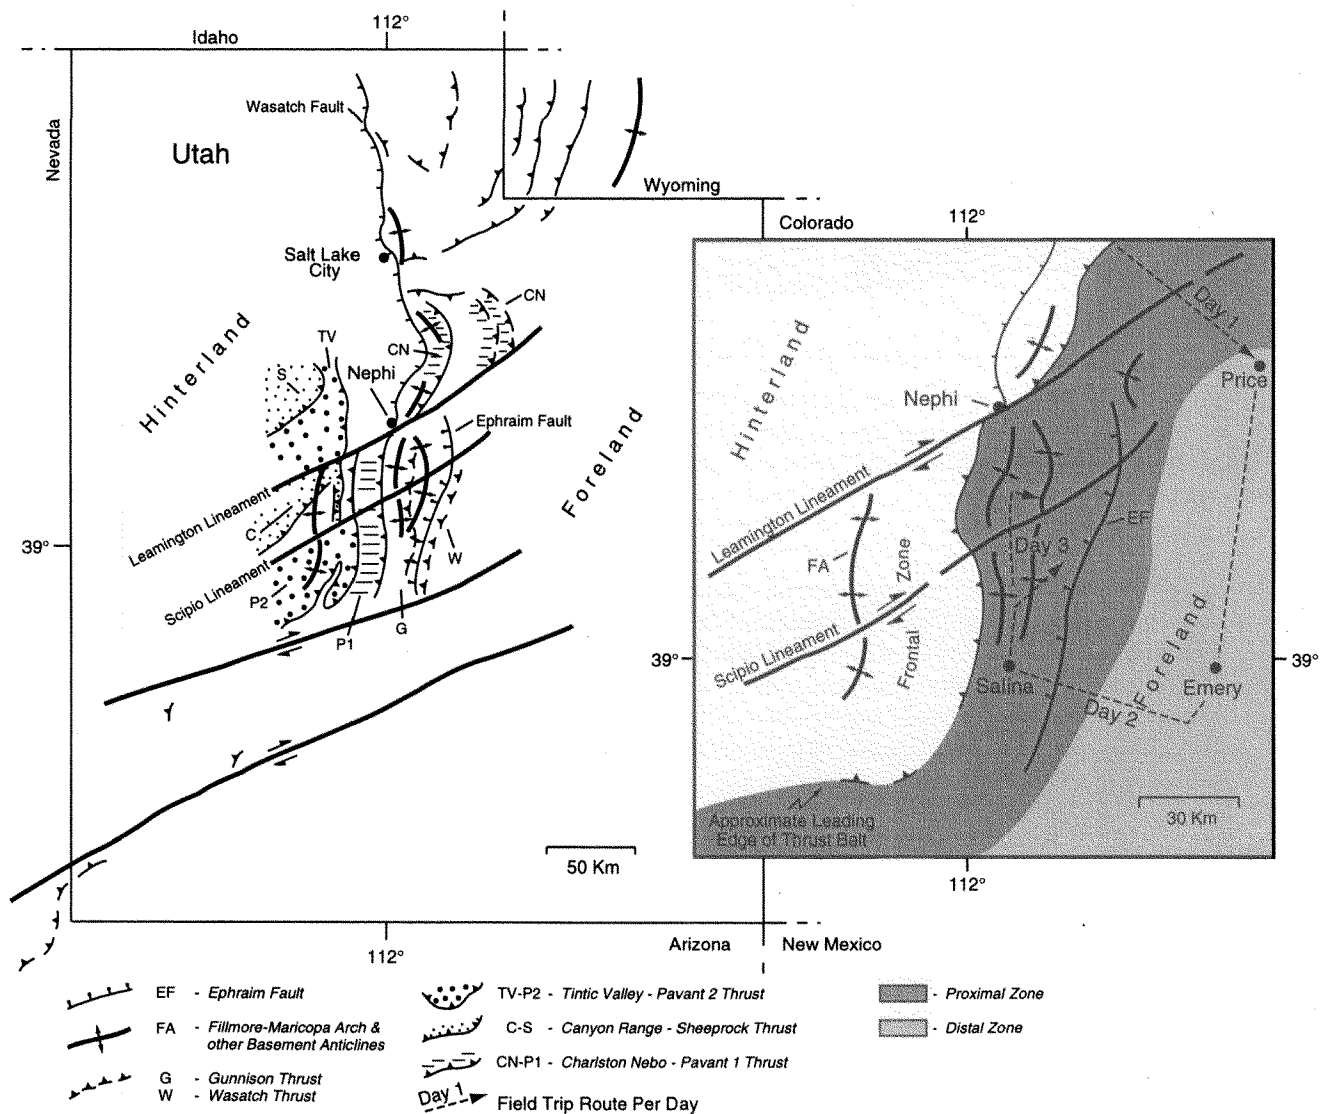 112°
Idaho
Wasatch Fault
Nevada
Utah
Wyoming
Colorado
112°
Salt Lake
City
CN
TV
CN
S
Nephi
Hinterland
Ephraim Fault
Foreland
Leamington Lineament
C
39°
W
Scipio Lineament
P2
P1
G
50 Km
Arizona
New Mexico
112°
Day 1
Price
Hinterland
Nephi
Leamington Lineament
EF
Day 3
FA
Frontal Zone
Scipio Lineament
39°
39°
Salina
Foreland
Emery
Day 2
30 Km
Approximate Leading
Edge of Thrust Belt
112°
EF - Ephraim Fault
FA - Fillmore-Maricopa Arch &
other Basement Anticlines
G - Gunnison Thrust
W - Wasatch Thrust
TV-P2 - Tintic Valley - Pavant 2 Thrust
C-S - Canyon Range - Sheeprock Thrust
CN-P1 - Charlston Nebo - Pavant 1 Thrust
Day 1 Field Trip Route Per Day
- Proximal Zone
- Distal Zone